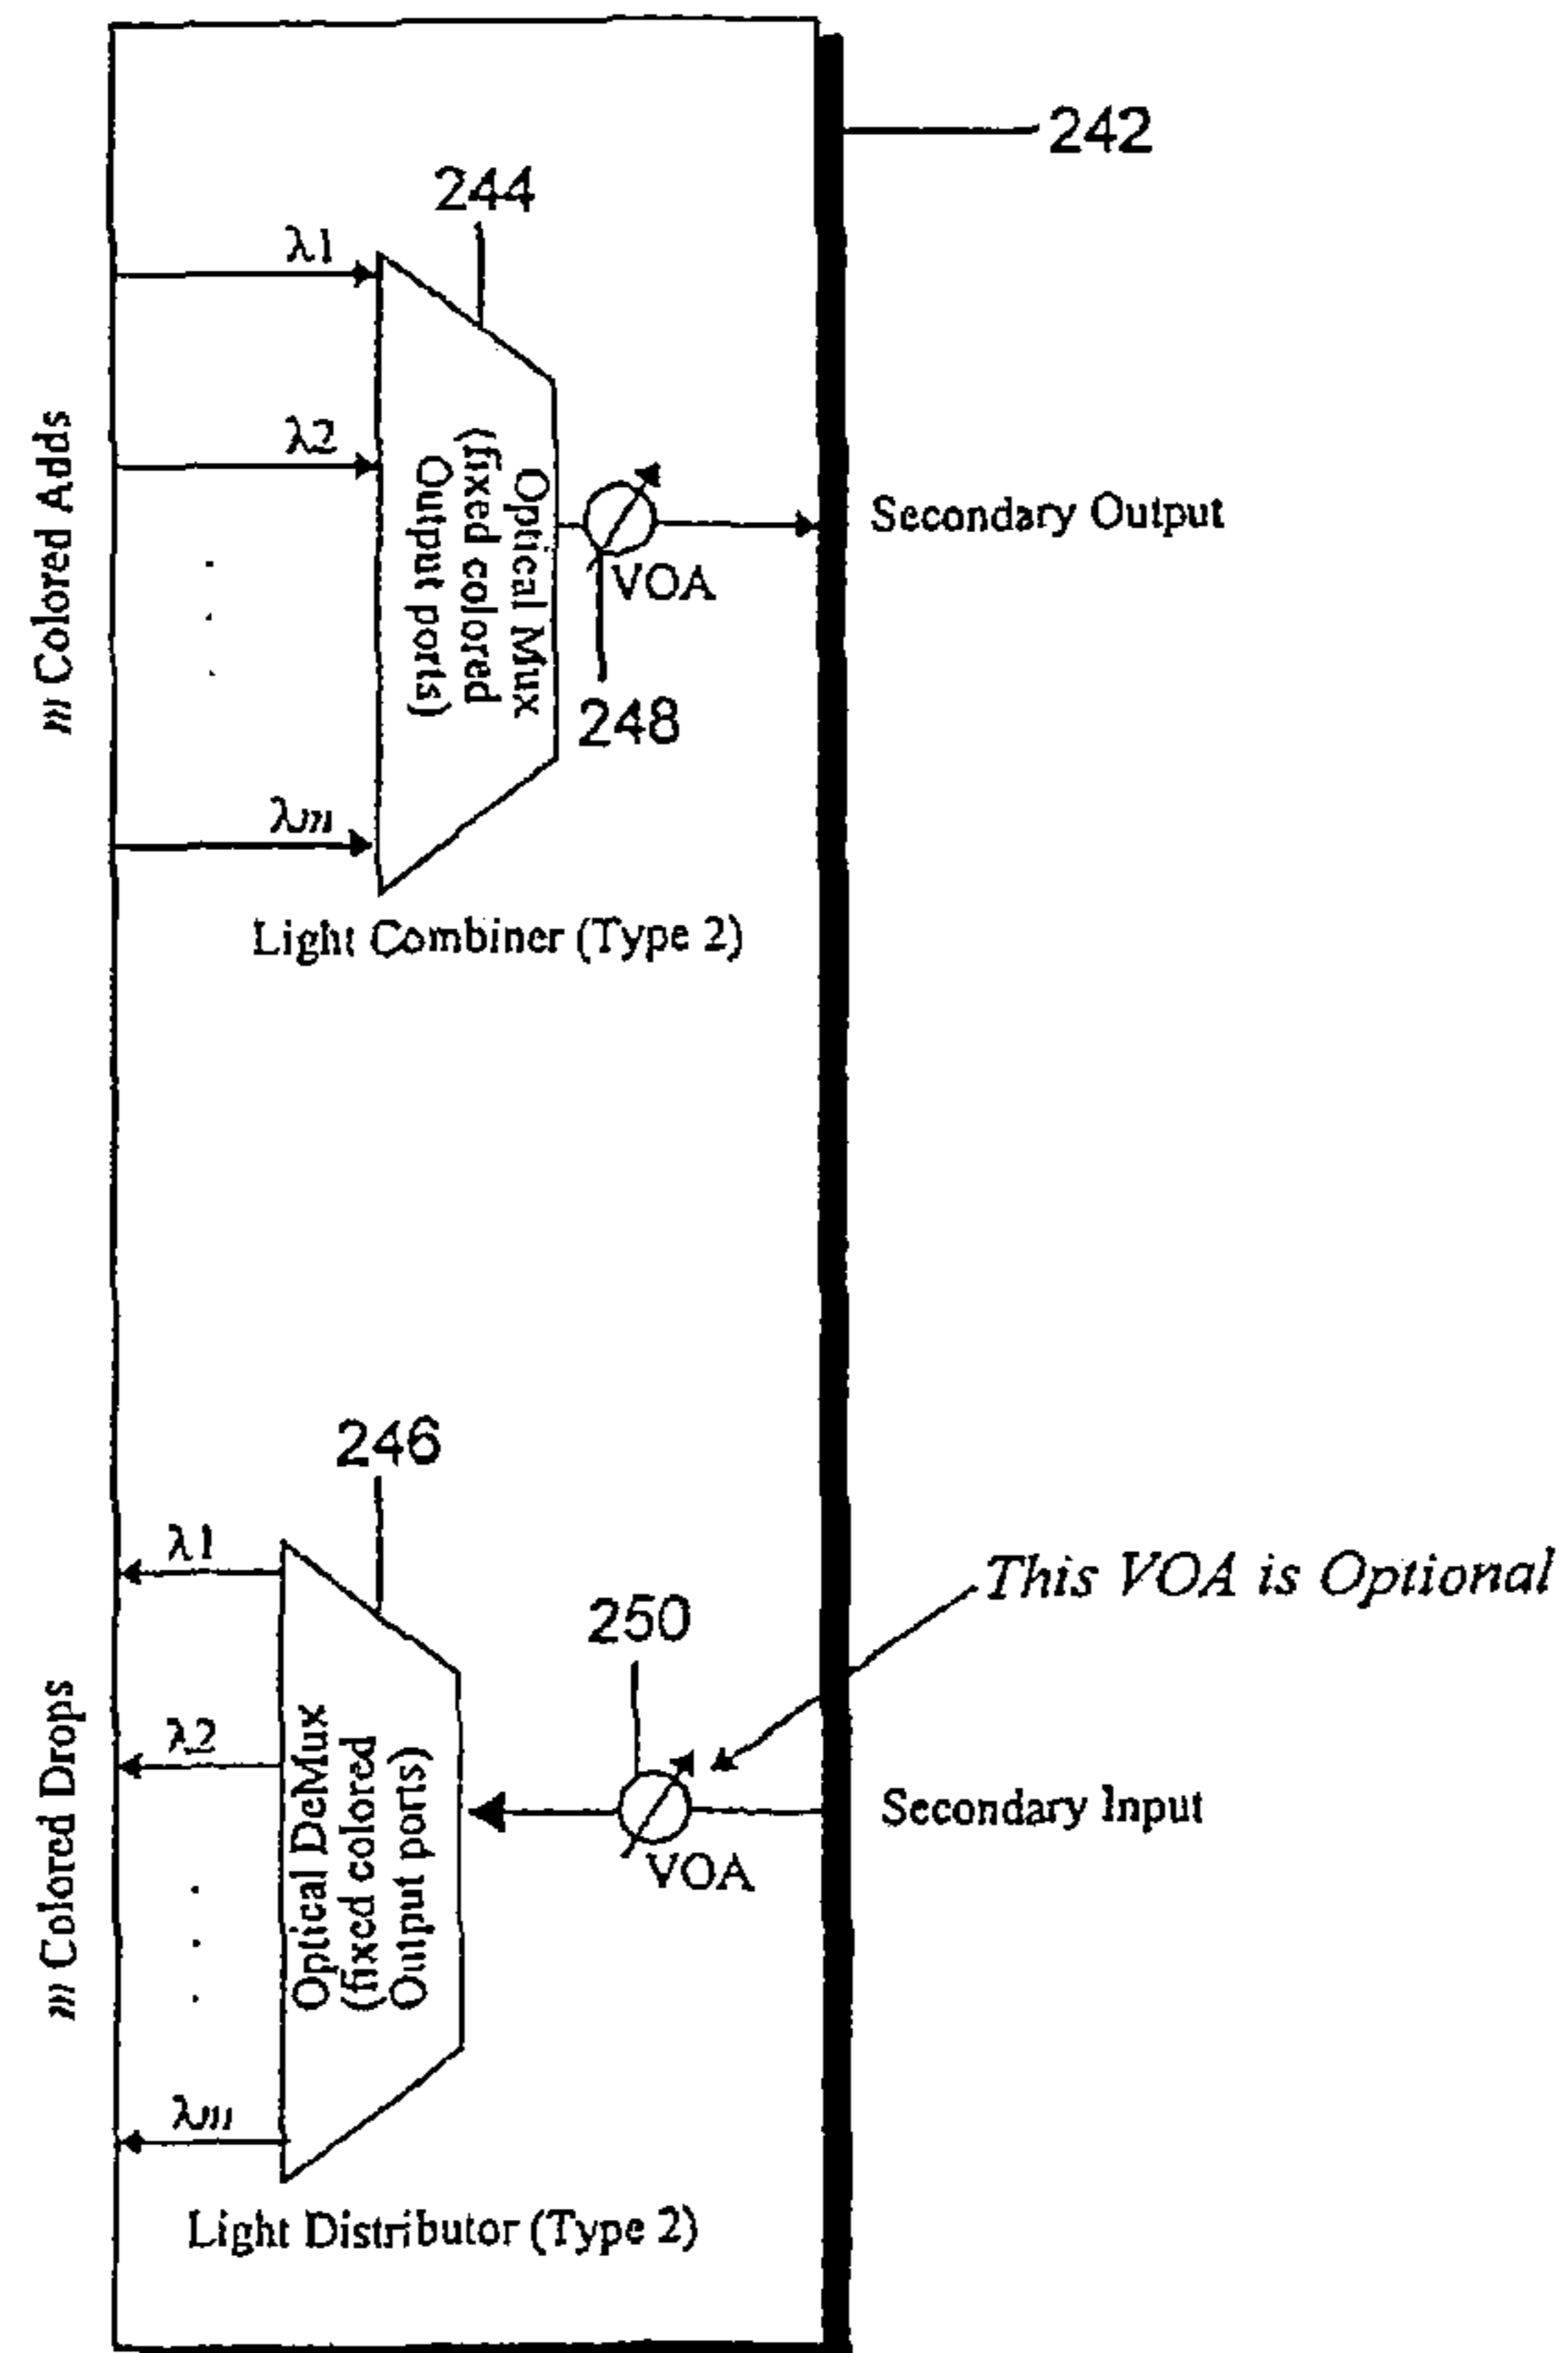 242
244
λ1
λ2
m Colored Adds
Optical Mux
(fixed colored
Output ports)
Secondary Output
VOA
248
λm
Light Combiner (Type 2)
246
λ1
This VOA is Optional
250
λ2
m Colored Drops
Optical DeMux
(fixed colored
Output ports)
Secondary Input
VOA
λm
Light Distributor (Type 2)